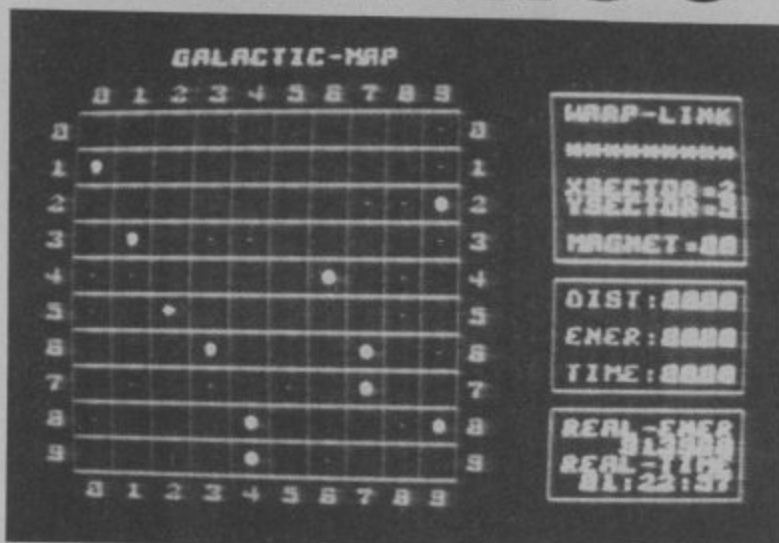 GALACTIC-MAP
0 1 2 3 4 5 6 7 8 9
0 0
1 1
2 2
3 3
4 4
5 5
6 6
7 7
8 8
9 9
0 1 2 3 4 5 6 7 8 9
WARP-LINK
XSECTOR=2
YSECTOR=5
MAGNET=00
DIST:0000
ENER:0000
TIME:0000
REAL-ENER
REAL-TIME
01:22:57